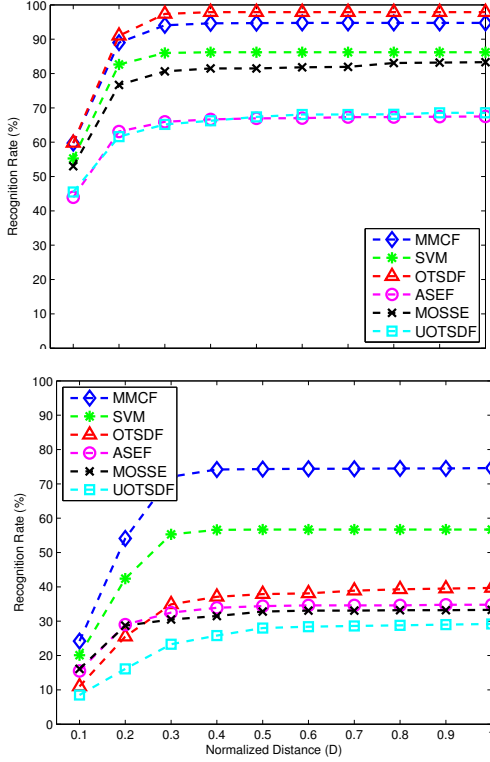 100
90
80
70
60
50
40
30
20
10
0
Recognition Rate (%)
MMCF
SVM
OTSDF
ASEF
MOSSE
UOTSDF
100
90
80
70
60
50
40
30
20
10
0
Recognition Rate (%)
MMCF
SVM
OTSDF
ASEF
MOSSE
UOTSDF
0.1 0.2 0.3 0.4 0.5 0.6 0.7 0.8 0.9 1
Normalized Distance (D)